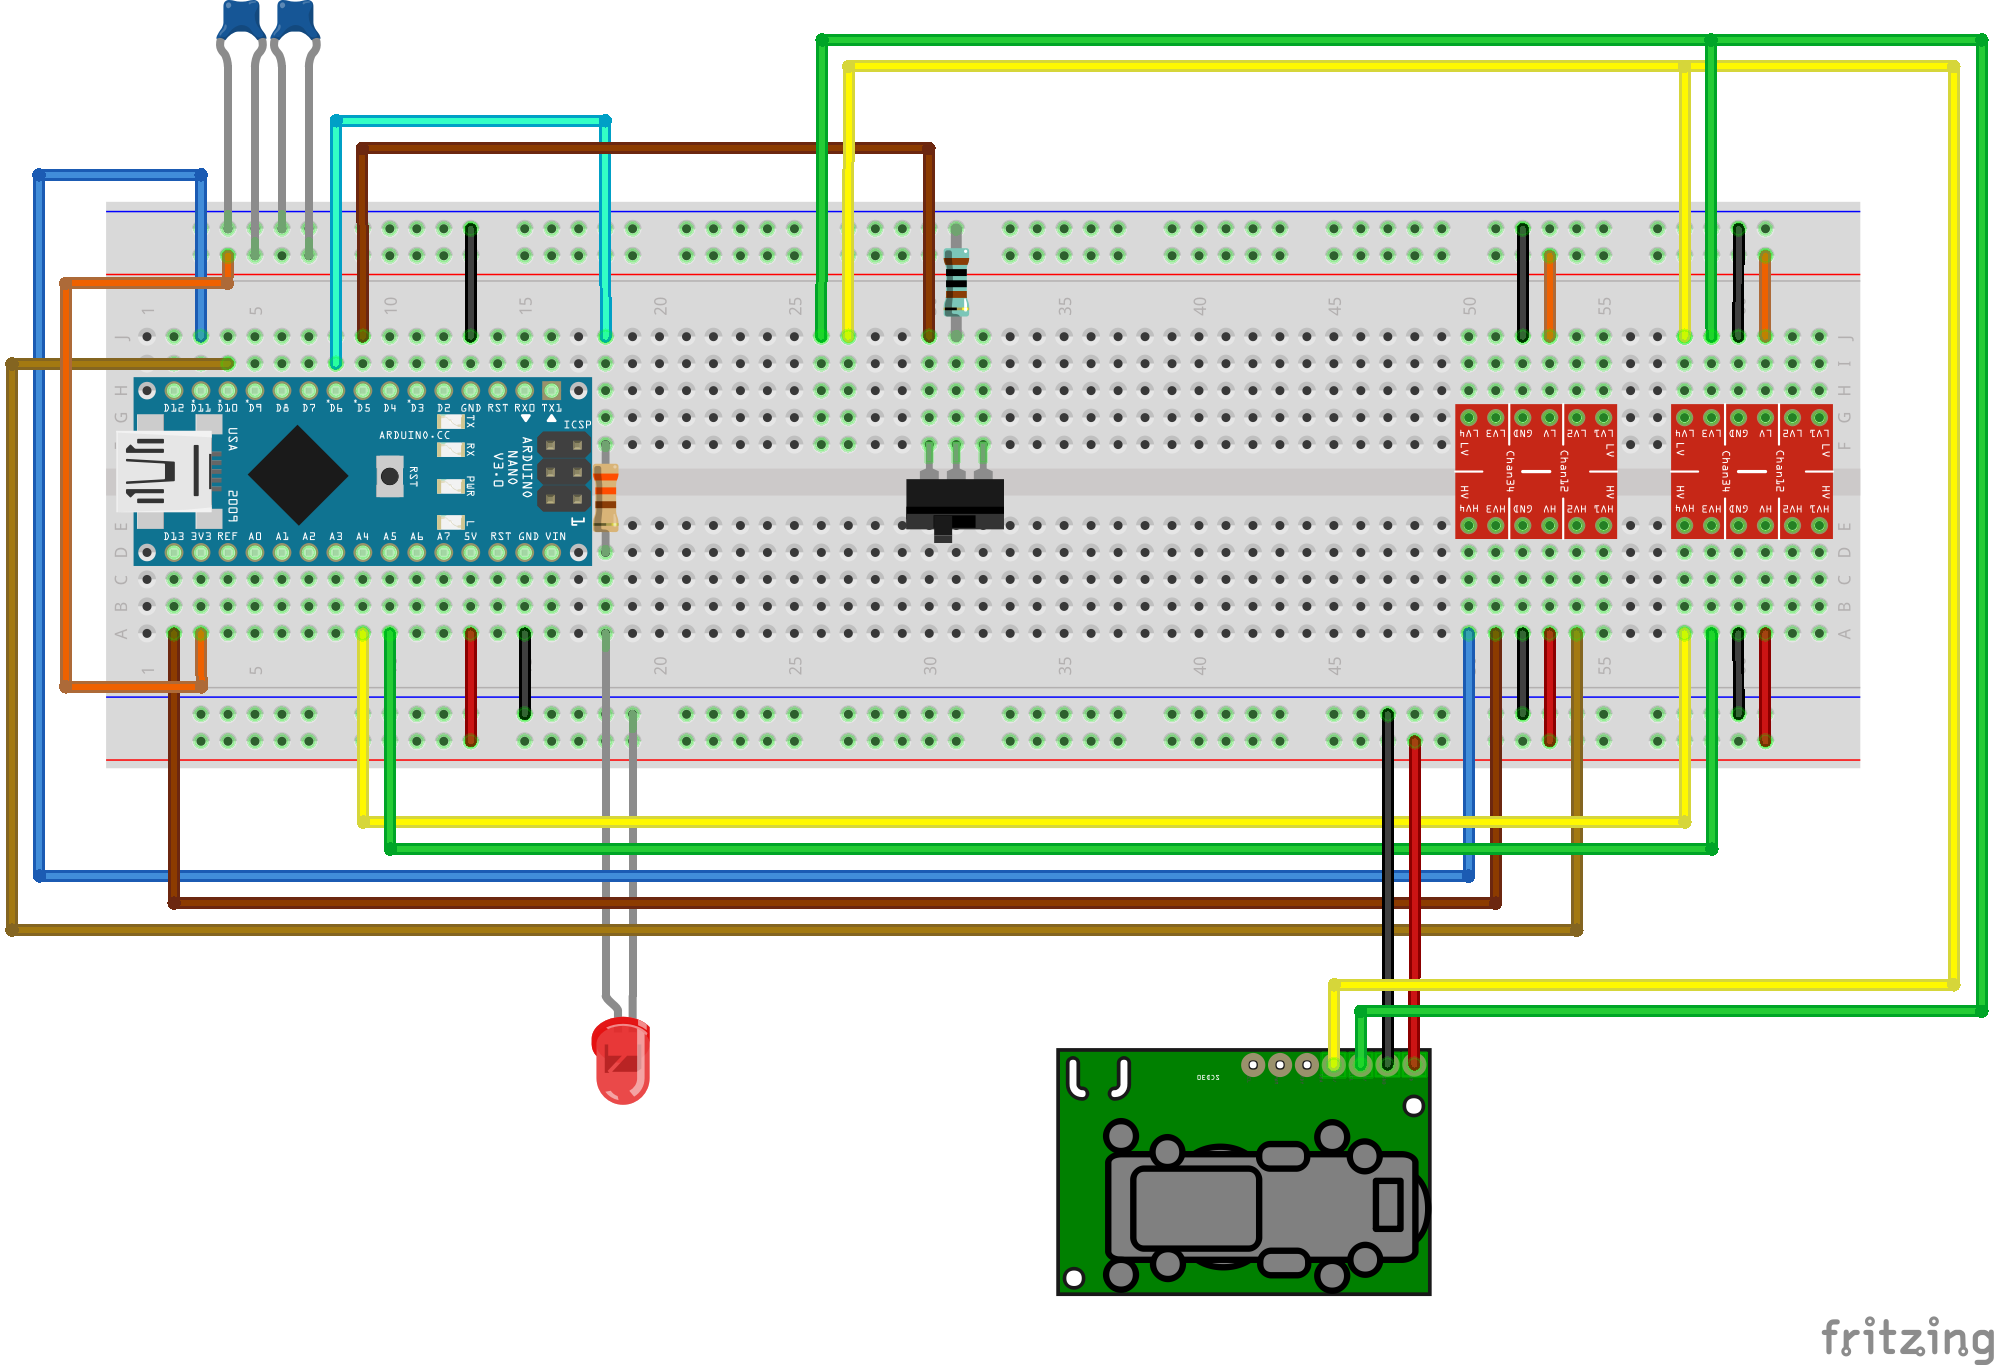 1 5 10 15 20 25 30 35 40 45 50 55 60
J J
I I
H H
G G
F F
D12 D11 D10 D9 D8 D7 D6 D5 D4 D3 D2 GND RST RX0 TX1
ARDUINO.CC
TX
RX
PWR
L
RST
ICSP
ARDUINO
NANO
V3.0
USA
2009
1
D13 3V3 REF A0 A1 A2 A3 A4 A5 A6 A7 5V RST GND VIN
LV4 LV3 GND LV LV2 LV1
LV LV
Chan34 Chan12
HV HV
HV4 HV3 GND HV HV2 HV1
LV4 LV3 GND LV LV2 LV1
LV LV
Chan34 Chan12
HV HV
HV4 HV3 GND HV HV2 HV1
E E
D D
C C
B B
A A
1 5 15 20 25 30 35 40 45 55
SCD30
fritzing